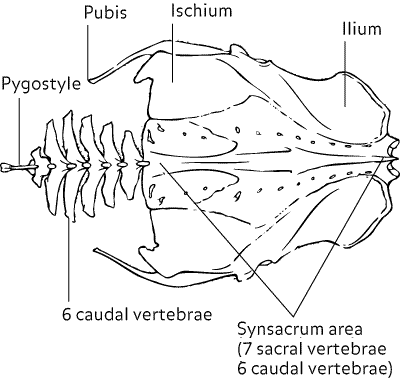 Pubis
Ischium
Ilium
Pygostyle
6 caudal vertebrae
Synsacrum area
(7 sacral vertebrae
6 caudal vertebrae)